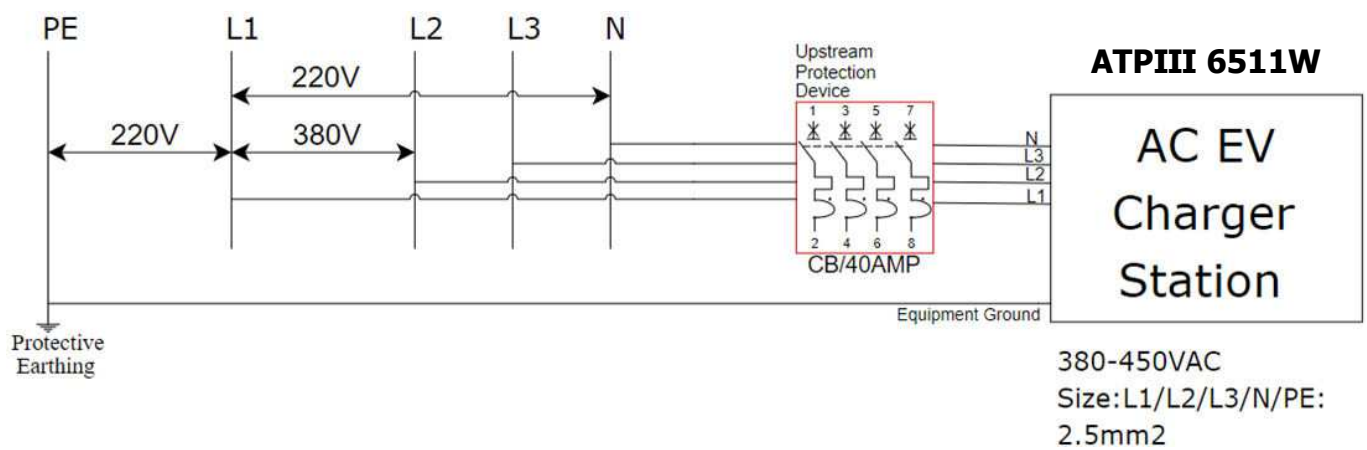 PE
L1
L2
L3
N
220V
220V
380V
Upstream
Protection
Device
1 3 5 7
2 4 6 8
CB/40AMP
ATPIII 6511W
N
L3
L2
L1
AC EV
Charger
Station
Equipment Ground
Protective
Earthing
380-450VAC
Size:L1/L2/L3/N/PE:
2.5mm2